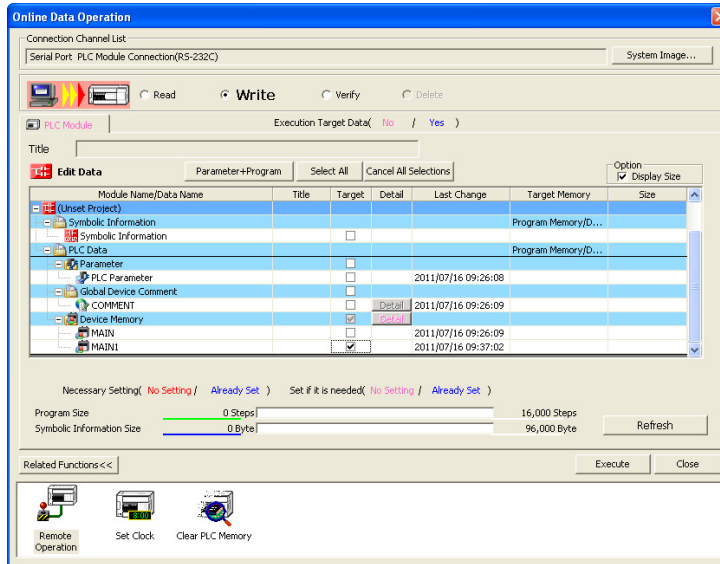 Online Data Operation
Connection Channel List
Serial Port PLC Module Connection(RS-232C)
System Image...
Read Write Verify Delete
PLC Module
Execution Target Data( No / Yes )
Title
Edit Data
Parameter+Program
Select All
Cancel All Selections
Option
Display Size
Module Name/Data Name Title Target Detail Last Change Target Memory Size
(Unset Project)
Symbolic Information Program Memory/D...
Symbolic Information
PLC Data Program Memory/D...
Parameter
PLC Parameter 2011/07/16 09:26:08
Global Device Comment
COMMENT Detail 2011/07/16 09:26:09
Device Memory Detail
MAIN 2011/07/16 09:26:09
MAIN1 2011/07/16 09:37:02
Necessary Setting( No Setting / Already Set ) Set if it is needed( No Setting / Already Set )
Program Size 0 Steps 16,000 Steps
Symbolic Information Size 0 Byte 96,000 Byte
Refresh
Related Functions<<
Execute
Close
Remote Operation
Set Clock
Clear PLC Memory